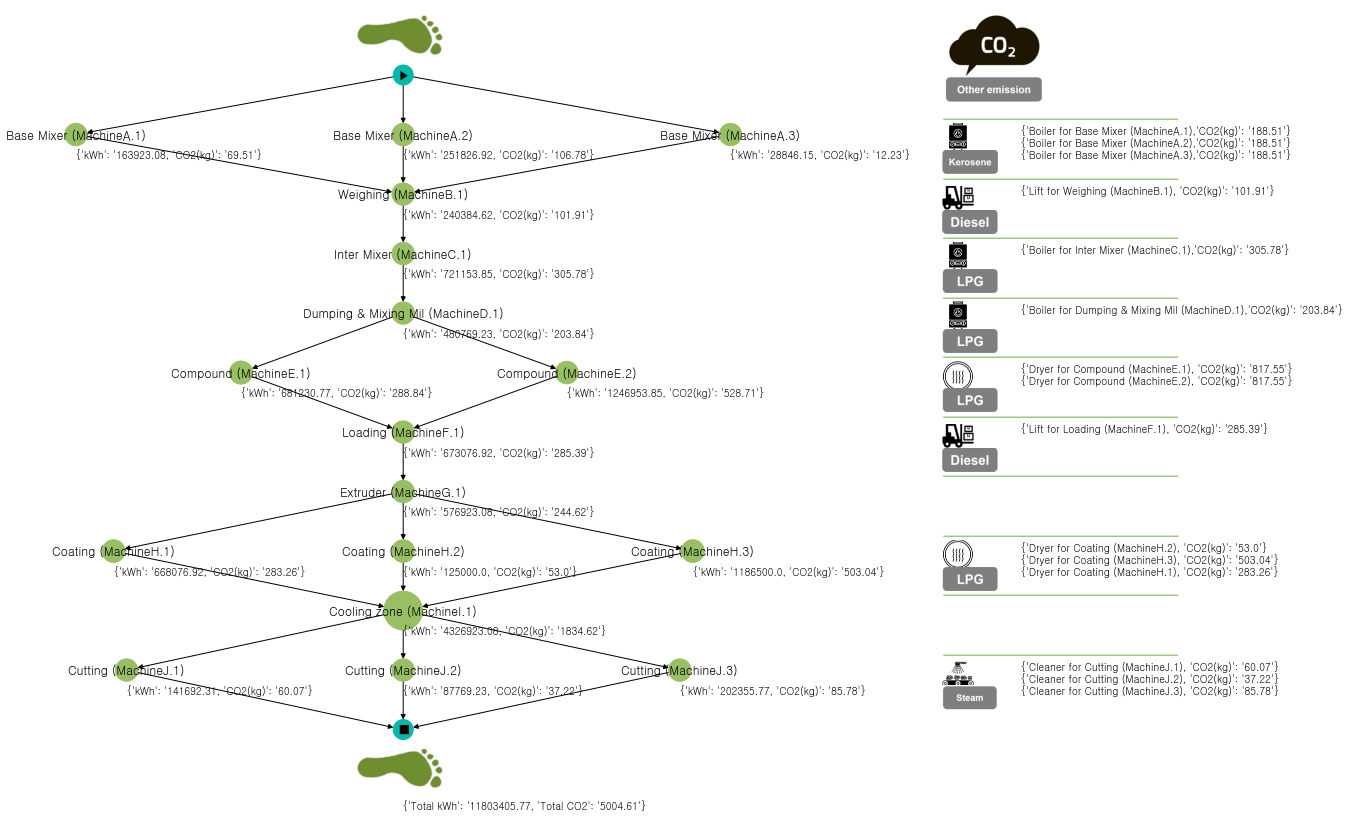 CO2
Other emission
Base Mixer (MachineA.1)
Base Mixer (MachineA.2)
Base Mixer (MachineA.3)
{'kWh': '163923.08, 'CO2(kg)': '69.51'}
{'kWh': '251826.92, 'CO2(kg)': '106.78'}
{'kWh': '28846.15, 'CO2(kg)': '12.23'}
Weighing (MachineB.1)
{'kWh': '240384.62, 'CO2(kg)': '101.91'}
Inter Mixer (MachineC.1)
{'kWh': '721153.85, 'CO2(kg)': '305.78'}
Dumping & Mixing Mil (MachineD.1)
{'kWh': '480769.23, 'CO2(kg)': '203.84'}
Compound (MachineE.1)
Compound (MachineE.2)
{'kWh': '681230.77, 'CO2(kg)': '288.84'}
{'kWh': '1246953.85, 'CO2(kg)': '528.71'}
Loading (MachineF.1)
{'kWh': '673076.92, 'CO2(kg)': '285.39'}
Extruder (MachineG.1)
{'kWh': '576923.08, 'CO2(kg)': '244.62'}
Coating (MachineH.1)
Coating (MachineH.2)
Coating (MachineH.3)
{'kWh': '668076.92, 'CO2(kg)': '283.26'}
{'kWh': '125000.0, 'CO2(kg)': '53.0'}
{'kWh': '1186500.0, 'CO2(kg)': '503.04'}
Cooling zone (MachineI.1)
{'kWh': '4326923.08, 'CO2(kg)': '1834.62'}
Cutting (MachineJ.1)
Cutting (MachineJ.2)
Cutting (MachineJ.3)
{'kWh': '141692.31, 'CO2(kg)': '60.07'}
{'kWh': '87769.23, 'CO2(kg)': '37.22'}
{'kWh': '202355.77, 'CO2(kg)': '85.78'}
{'Total kWh': '11803405.77, 'Total CO2': '5004.61'}
{'Boiler for Base Mixer (MachineA.1),'CO2(kg)': '188.51'}
{'Boiler for Base Mixer (MachineA.2),'CO2(kg)': '188.51'}
{'Boiler for Base Mixer (MachineA.3),'CO2(kg)': '188.51'}
Kerosene
{'Lift for Weighing (MachineB.1), 'CO2(kg)': '101.91'}
Diesel
{'Boiler for Inter Mixer (MachineC.1),'CO2(kg)': '305.78'}
LPG
{'Boiler for Dumping & Mixing Mil (MachineD.1),'CO2(kg)': '203.84'}
LPG
{'Dryer for Compound (MachineE.1), 'CO2(kg)': '817.55'}
{'Dryer for Compound (MachineE.2), 'CO2(kg)': '817.55'}
LPG
{'Lift for Loading (MachineF.1), 'CO2(kg)': '285.39'}
Diesel
{'Dryer for Coating (MachineH.2), 'CO2(kg)': '53.0'}
{'Dryer for Coating (MachineH.3), 'CO2(kg)': '503.04'}
{'Dryer for Coating (MachineH.1), 'CO2(kg)': '283.26'}
LPG
{'Cleaner for Cutting (MachineJ.1), 'CO2(kg)': '60.07'}
{'Cleaner for Cutting (MachineJ.2), 'CO2(kg)': '37.22'}
{'Cleaner for Cutting (MachineJ.3), 'CO2(kg)': '85.78'}
Steam